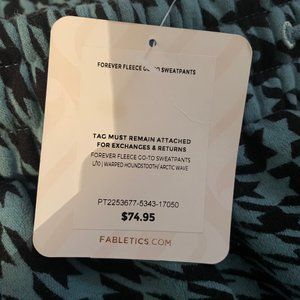 FOREVER FLEECE GO-TO SWEATPANTS
TAG MUST REMAIN ATTACHED
FOR EXCHANGES & RETURNS
FOREVER FLEECE GO-TO SWEATPANTS
L/10 | WARPED HOUNDSTOOTH/ ARCTIC WAVE
PT2253677-5343-17050
$74.95
FABLETICS.COM